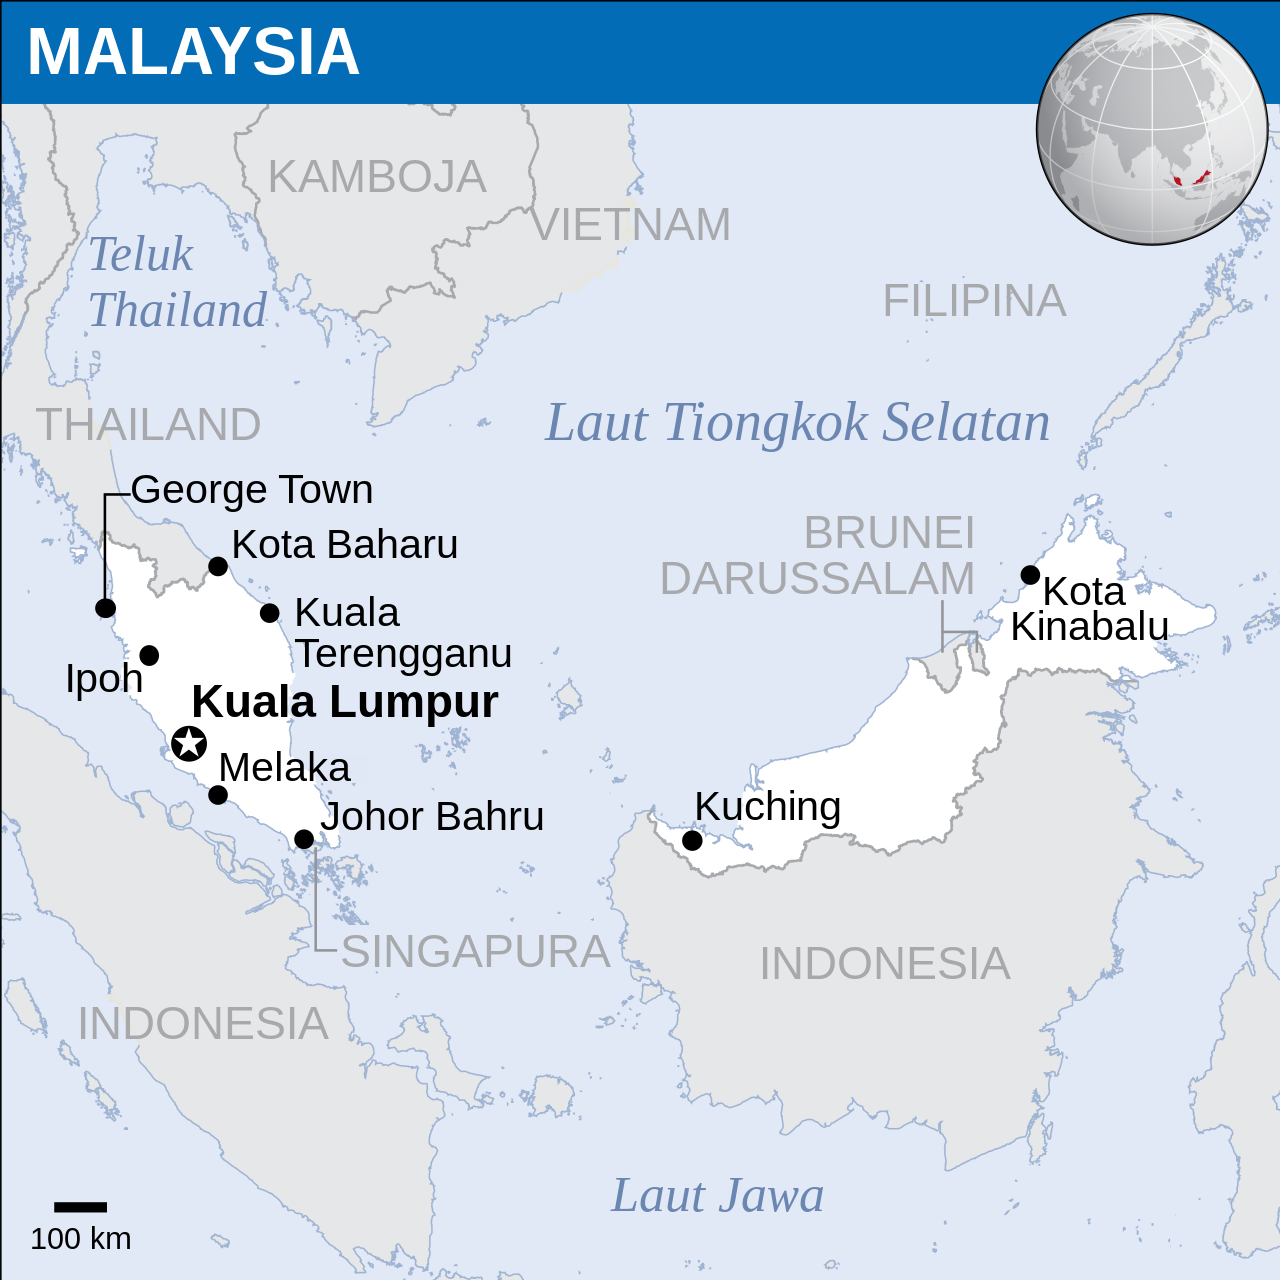 MALAYSIA
KAMBOJA
VIETNAM
Teluk
Thailand
FILIPINA
THAILAND
Laut Tiongkok Selatan
George Town
Kota Baharu
BRUNEI
DARUSSALAM
Kota
Kinabalu
Kuala
Terengganu
Ipoh
Kuala Lumpur
Melaka
Johor Bahru
Kuching
SINGAPURA
INDONESIA
INDONESIA
Laut Jawa
100 km